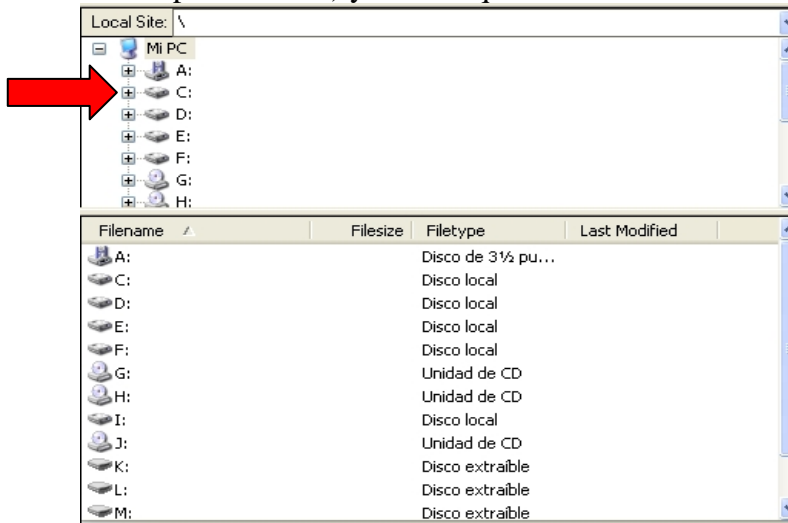 Local Site: \
Mi PC
A:
C:
D:
E:
F:
G:
H:
Filename Filesize Filetype Last Modified
A: Disco de 3½ pu...
C: Disco local
D: Disco local
E: Disco local
F: Disco local
G: Unidad de CD
H: Unidad de CD
I: Disco local
J: Unidad de CD
K: Disco extraíble
L: Disco extraíble
M: Disco extraíble